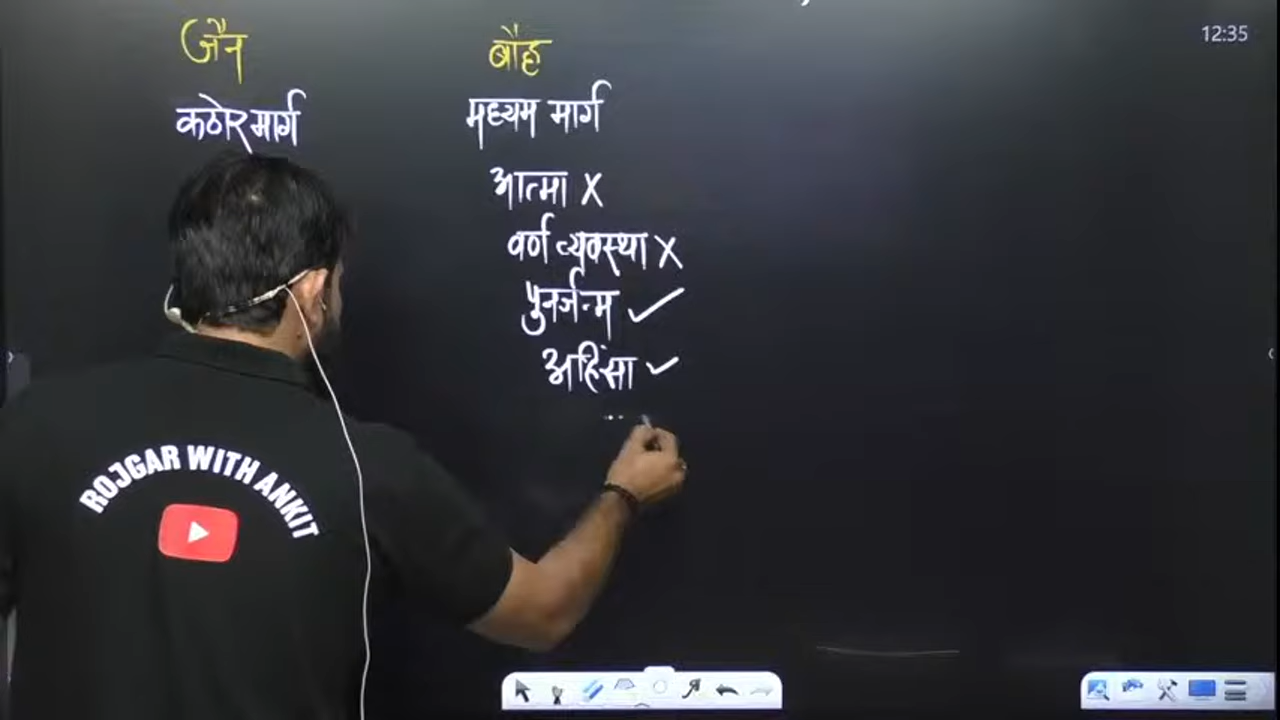 12:35
जैन बौद्ध
कठोर मार्ग मध्यम मार्ग
आत्मा X
वर्ण व्यवस्था X
पुनर्जन्म ✓
अहिंसा ✓
ROJGAR WITH ANKIT